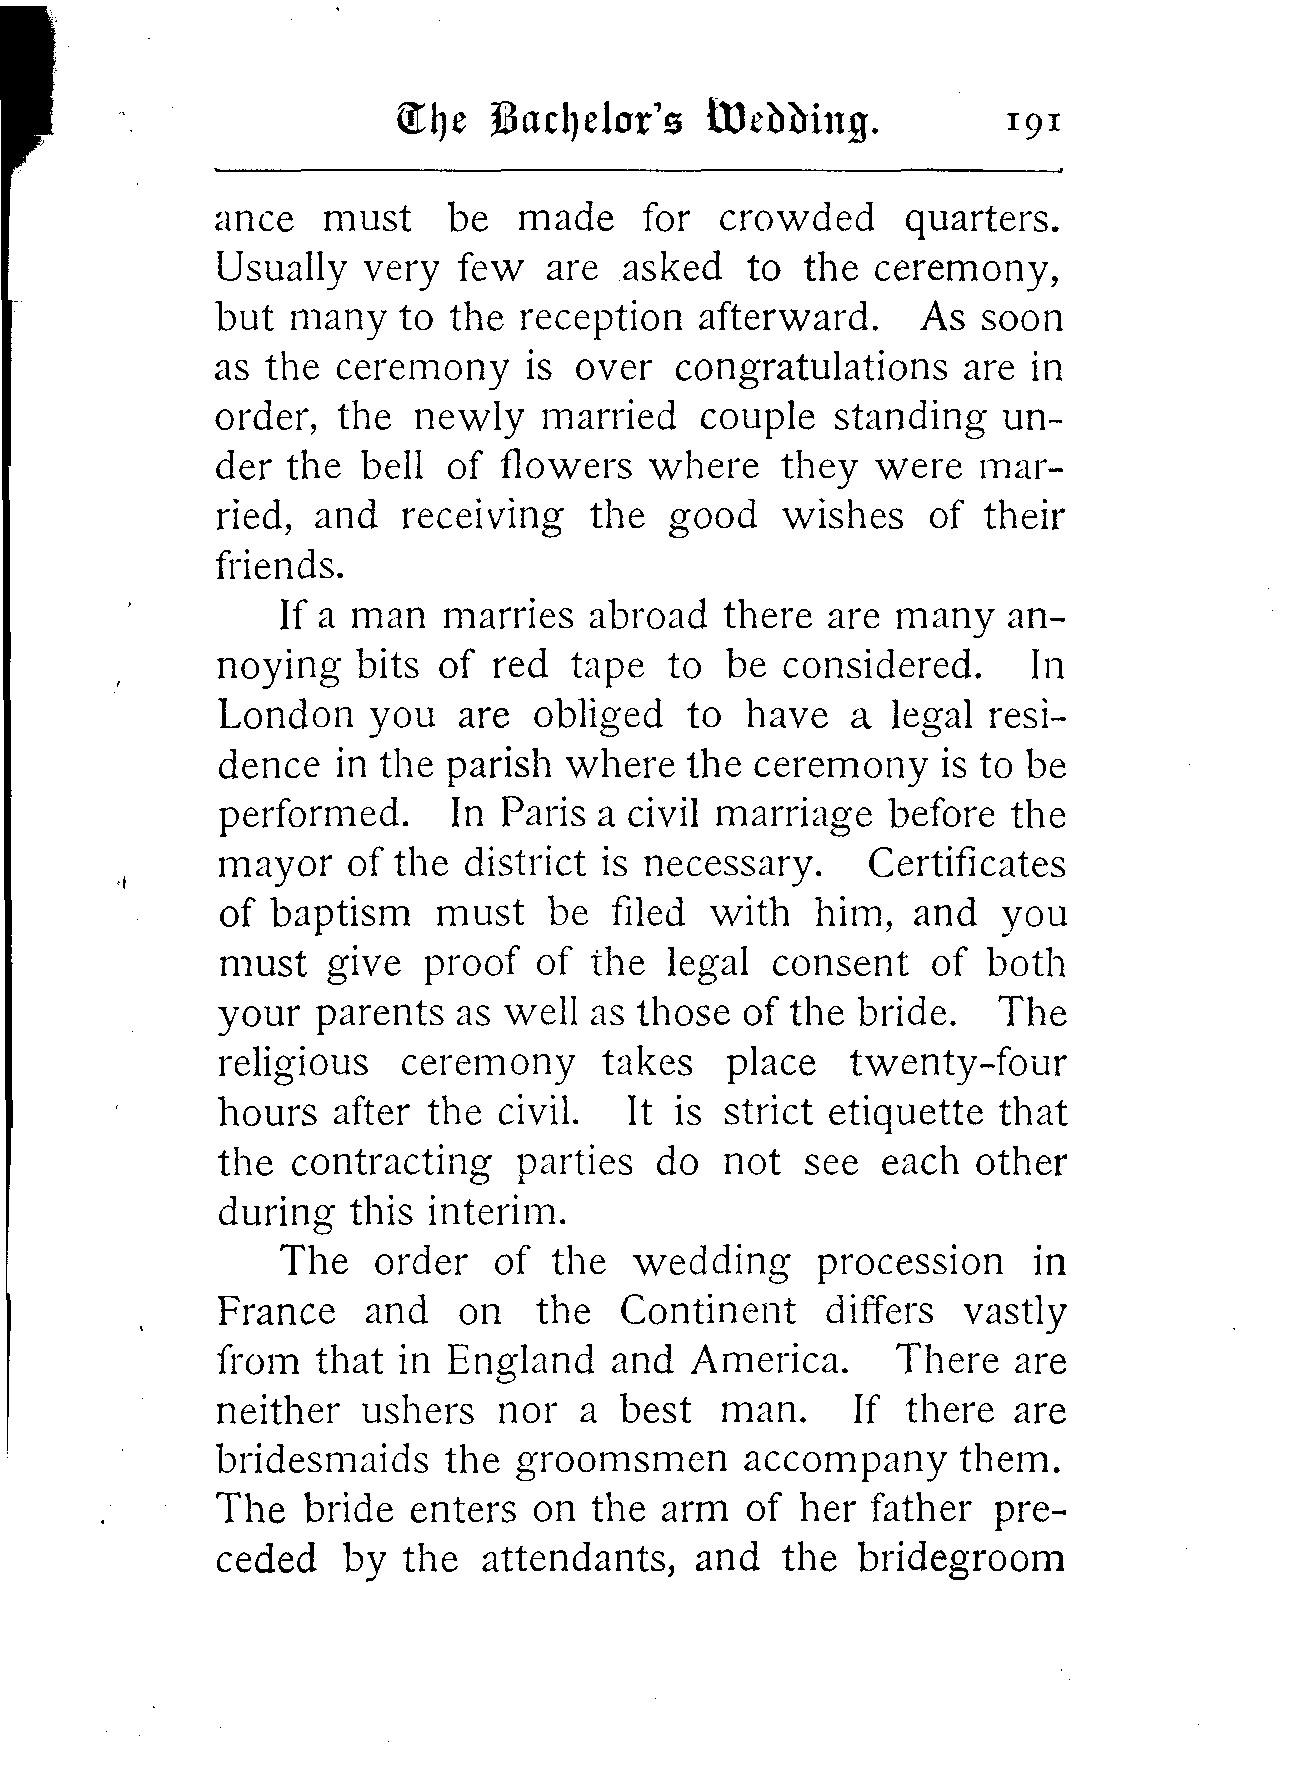 The Bachelor's Wedding. 191
ance must be made for crowded quarters.
Usually very few are asked to the ceremony,
but many to the reception afterward. As soon
as the ceremony is over congratulations are in
order, the newly married couple standing un-
der the bell of flowers where they were mar-
ried, and receiving the good wishes of their
friends.
If a man marries abroad there are many an-
noying bits of red tape to be considered. In
London you are obliged to have a legal resi-
dence in the parish where the ceremony is to be
performed. In Paris a civil marriage before the
mayor of the district is necessary. Certificates
of baptism must be filed with him, and you
must give proof of the legal consent of both
your parents as well as those of the bride. The
religious ceremony takes place twenty-four
hours after the civil. It is strict etiquette that
the contracting parties do not see each other
during this interim.
The order of the wedding procession in
France and on the Continent differs vastly
from that in England and America. There are
neither ushers nor a best man. If there are
bridesmaids the groomsmen accompany them.
The bride enters on the arm of her father pre-
ceded by the attendants, and the bridegroom